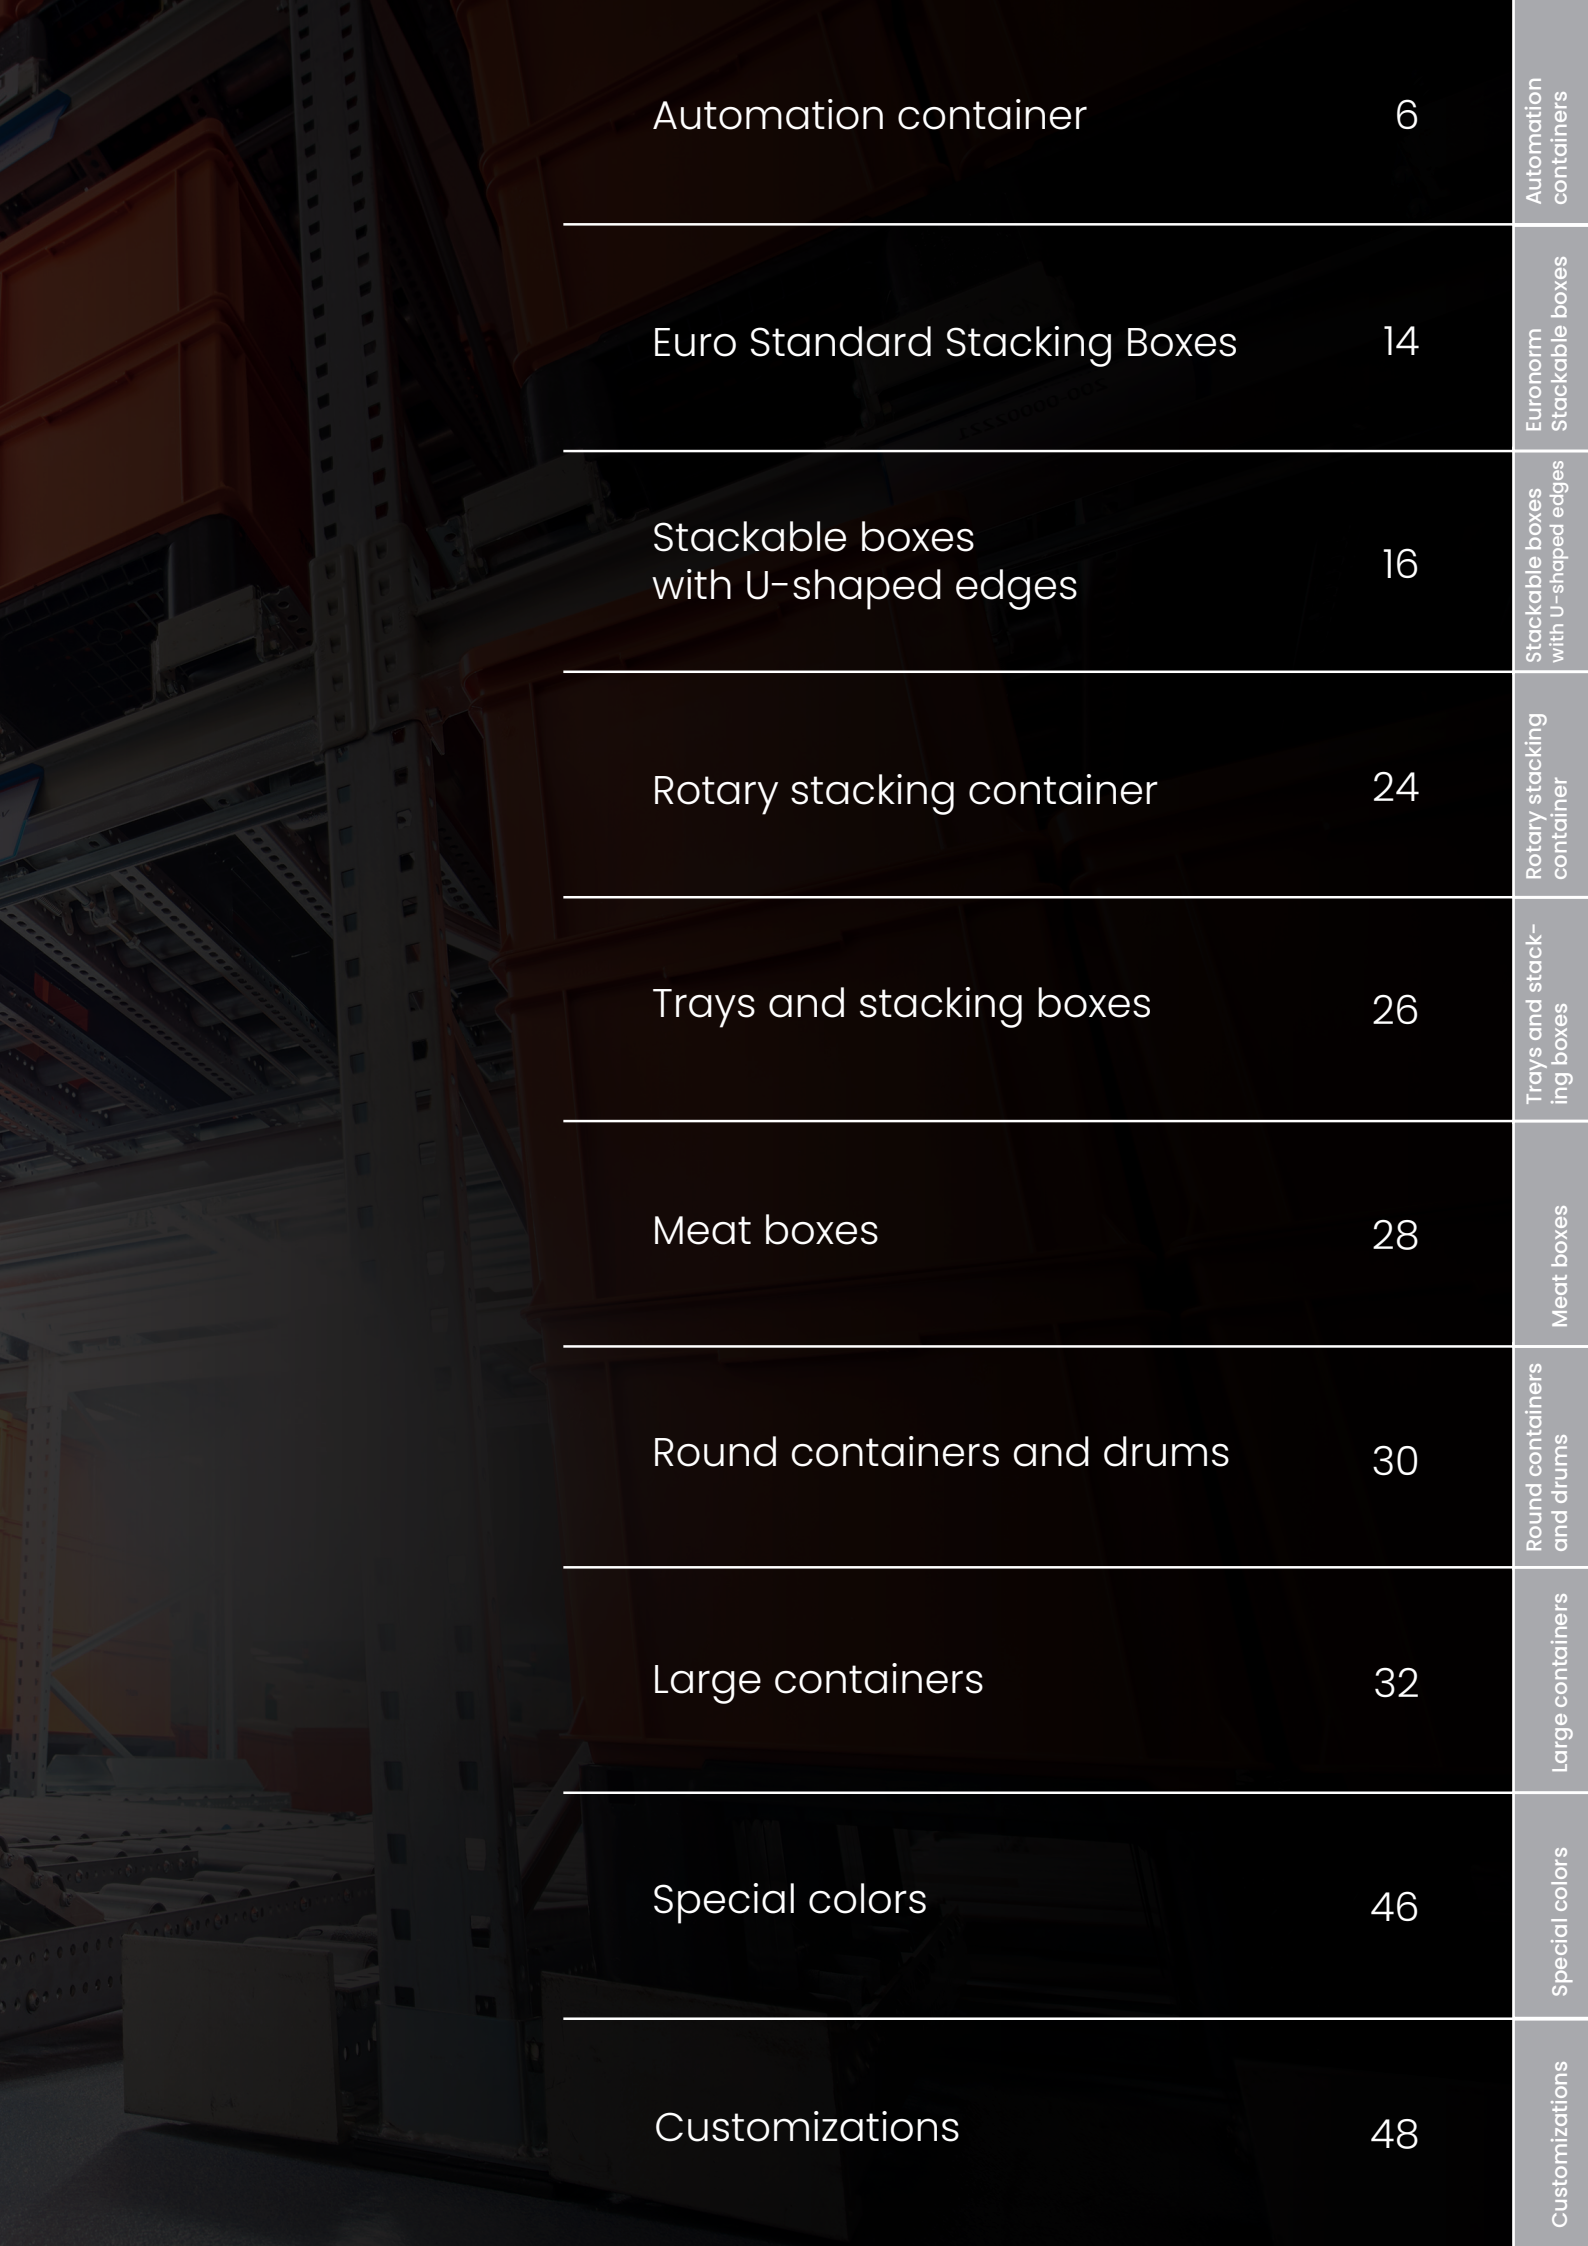 Automation container 6
Euro Standard Stacking Boxes 14
Stackable boxes
with U-shaped edges 16
Rotary stacking container 24
Trays and stacking boxes 26
Meat boxes 28
Round containers and drums 30
Large containers 32
Special colors 46
Customizations 48
Automation
containers
Euronorm
Stackable boxes
Stackable boxes
with U-shaped edges
Rotary stacking
container
Trays and stack-
ing boxes
Meat boxes
Round containers
and drums
Large containers
Special colors
Customizations